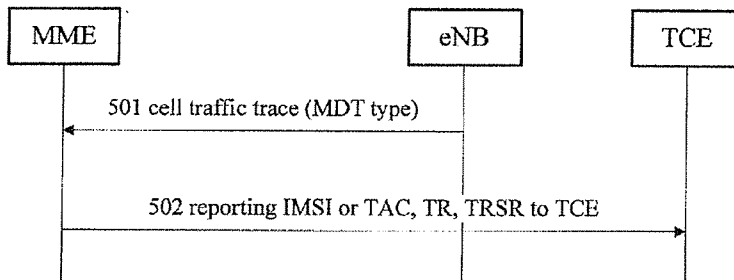 MME eNB TCE
501 cell traffic trace (MDT type)
502 reporting IMSI or TAC, TR, TRSR to TCE